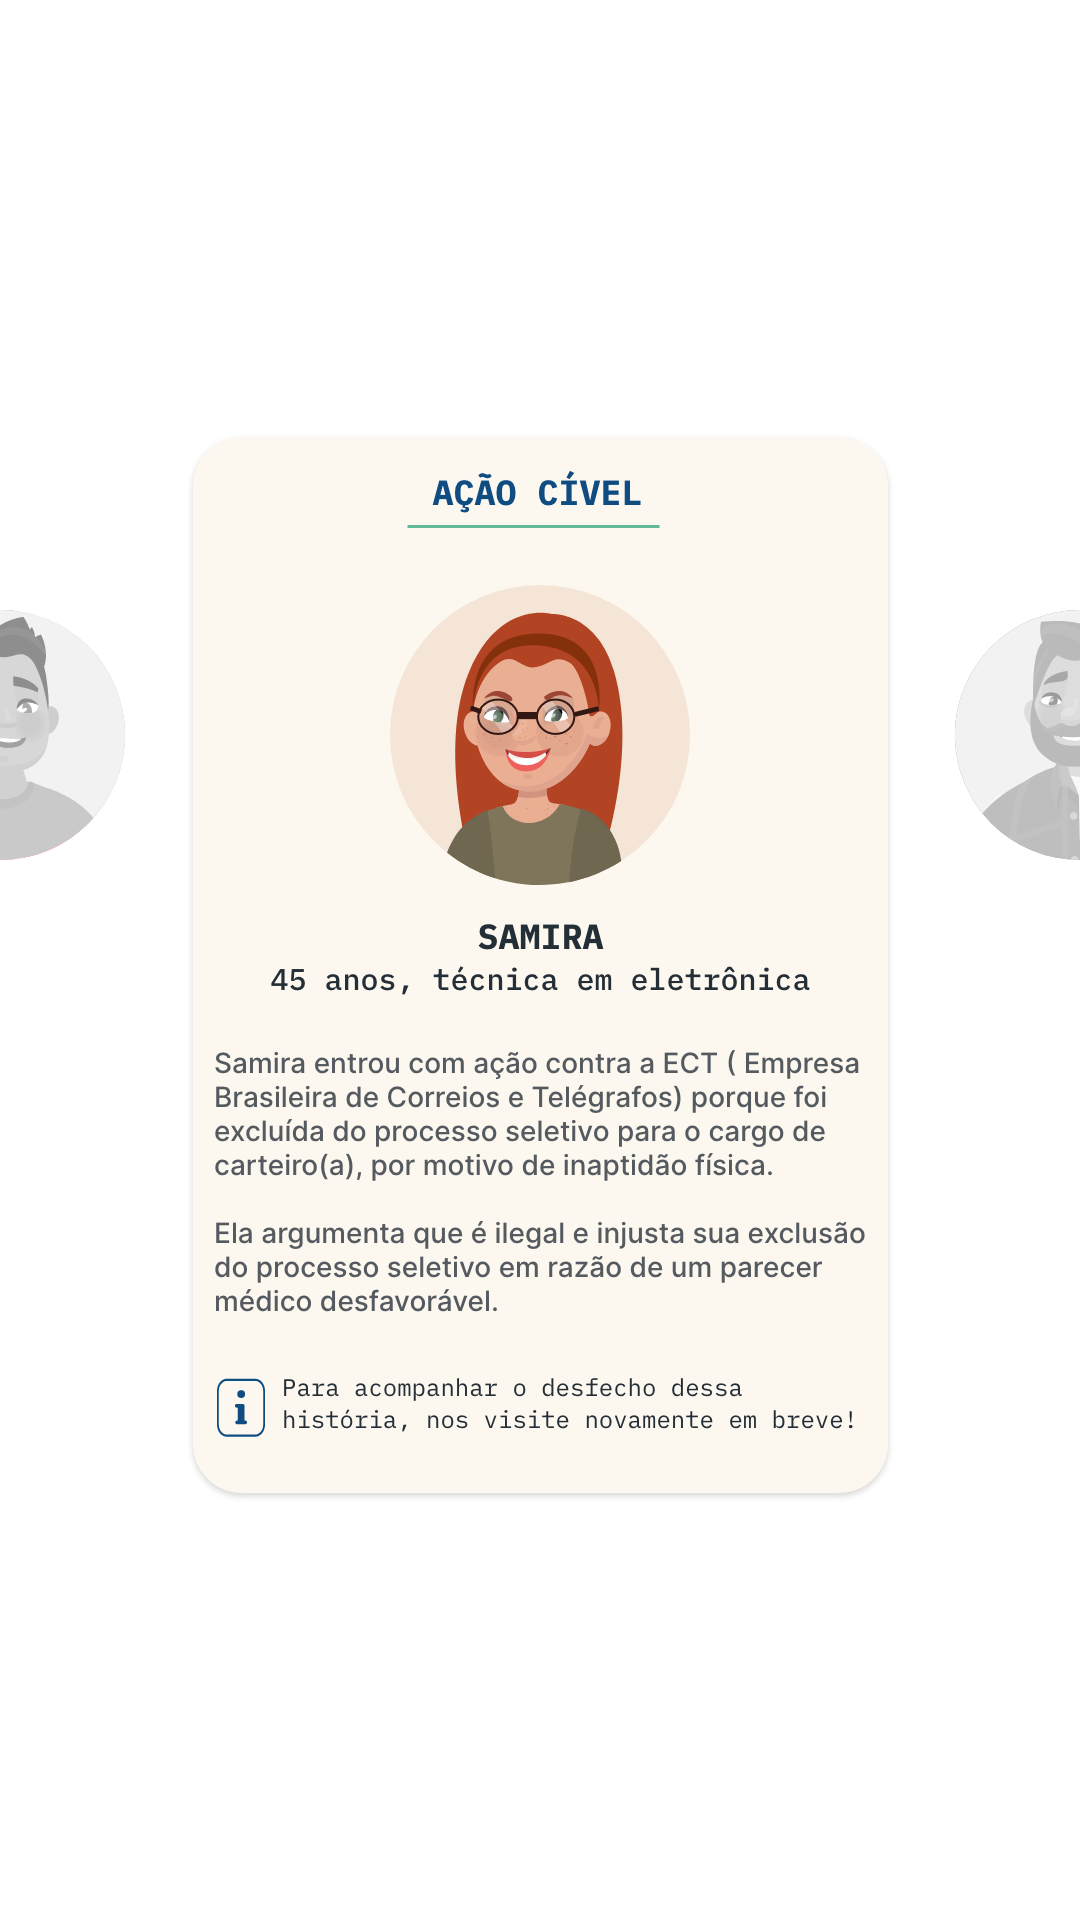 AÇÃO CÍVEL
SAMIRA
45 anos, técnica em eletrônica
Samira entrou com ação contra a ECT ( Empresa
Brasileira de Correios e Telégrafos) porque foi
excluída do processo seletivo para o cargo de
carteiro(a), por motivo de inaptidão física.
Ela argumenta que é ilegal e injusta sua exclusão
do processo seletivo em razão de um parecer
médico desfavorável.
Para acompanhar o desfecho dessa
história, nos visite novamente em breve!